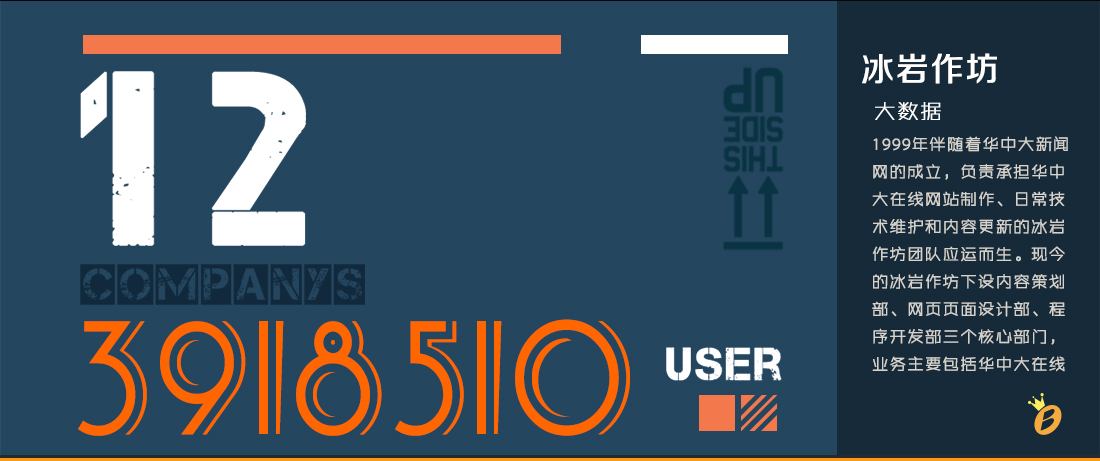 12
UP
SIDE
THIS
COMPANYS
3918510
USER
冰岩作坊
大数据
1999年伴随着华中大新闻
网的成立，负责承担华中
大在线网站制作、日常技
术维护和内容更新的冰岩
作坊团队应运而生。现今
的冰岩作坊下设内容策划
部、网页页面设计部、程
序开发部三个核心部门，
业务主要包括华中大在线
B